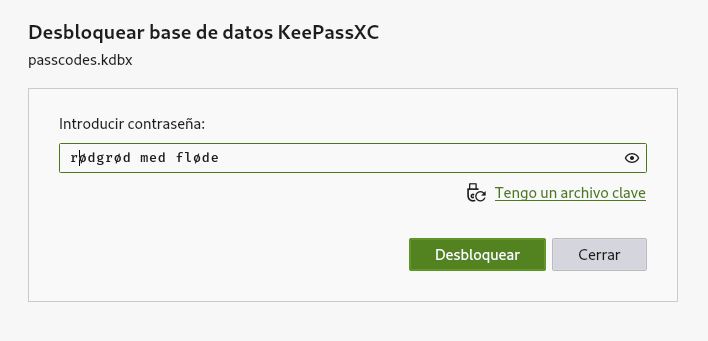 Desbloquear base de datos KeePassXC
passcodes.kdbx
Introducir contraseña:
rødgrød med fløde
Tengo un archivo clave
Desbloquear
Cerrar